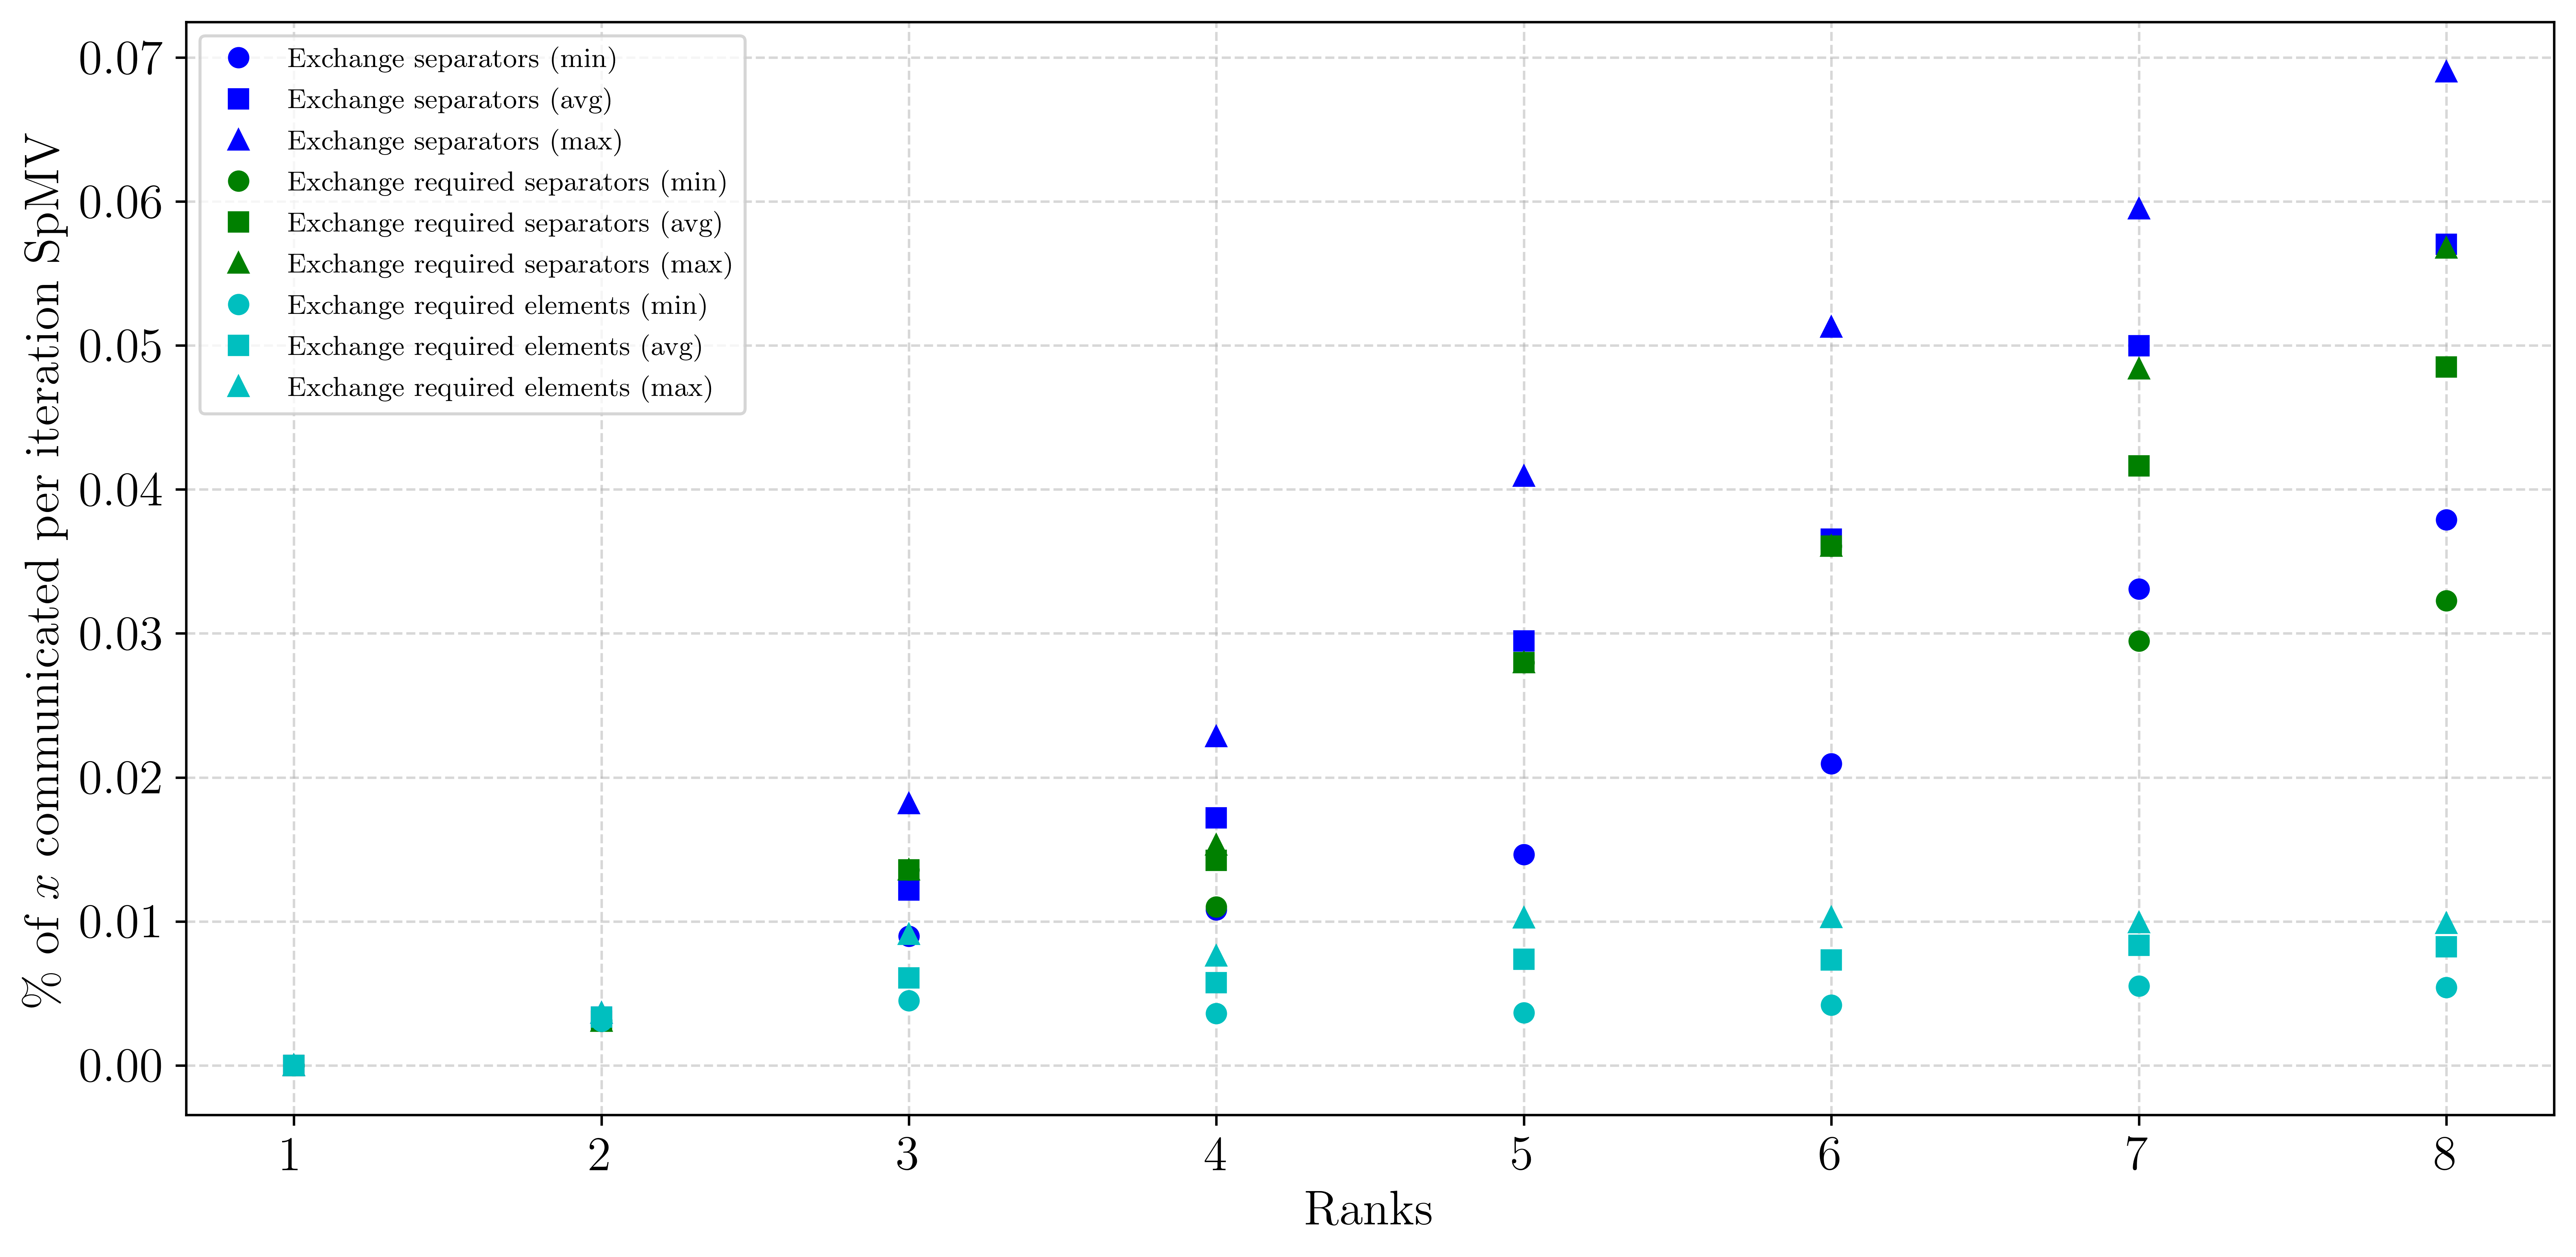 % of x communicated per iteration SpMV
0.07
0.06
0.05
0.04
0.03
0.02
0.01
0.00
Exchange separators (min)
Exchange separators (avg)
Exchange separators (max)
Exchange required separators (min)
Exchange required separators (avg)
Exchange required separators (max)
Exchange required elements (min)
Exchange required elements (avg)
Exchange required elements (max)
1 2 3 4 5 6 7 8
Ranks